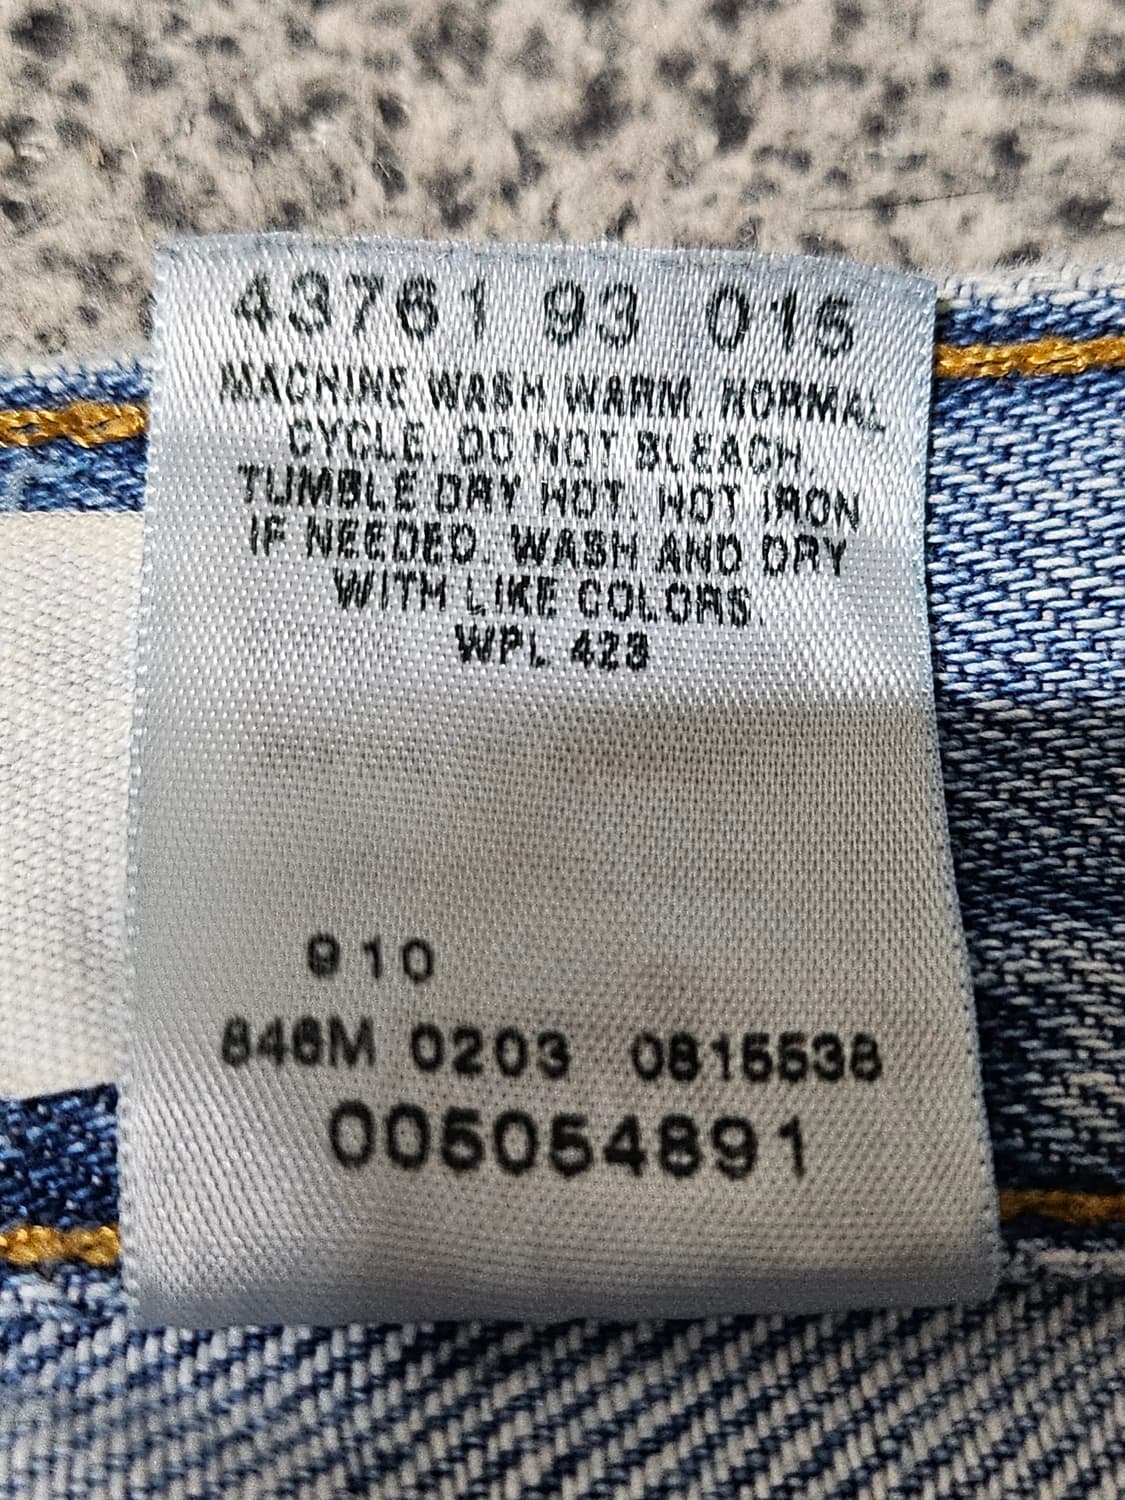 43761 93 015
MACHINE WASH WARM. NORMAL
CYCLE. DO NOT BLEACH.
TUMBLE DRY HOT. HOT IRON
IF NEEDED. WASH AND DRY
WITH LIKE COLORS.
WPL 423
910
846M 0203 0815538
005054891